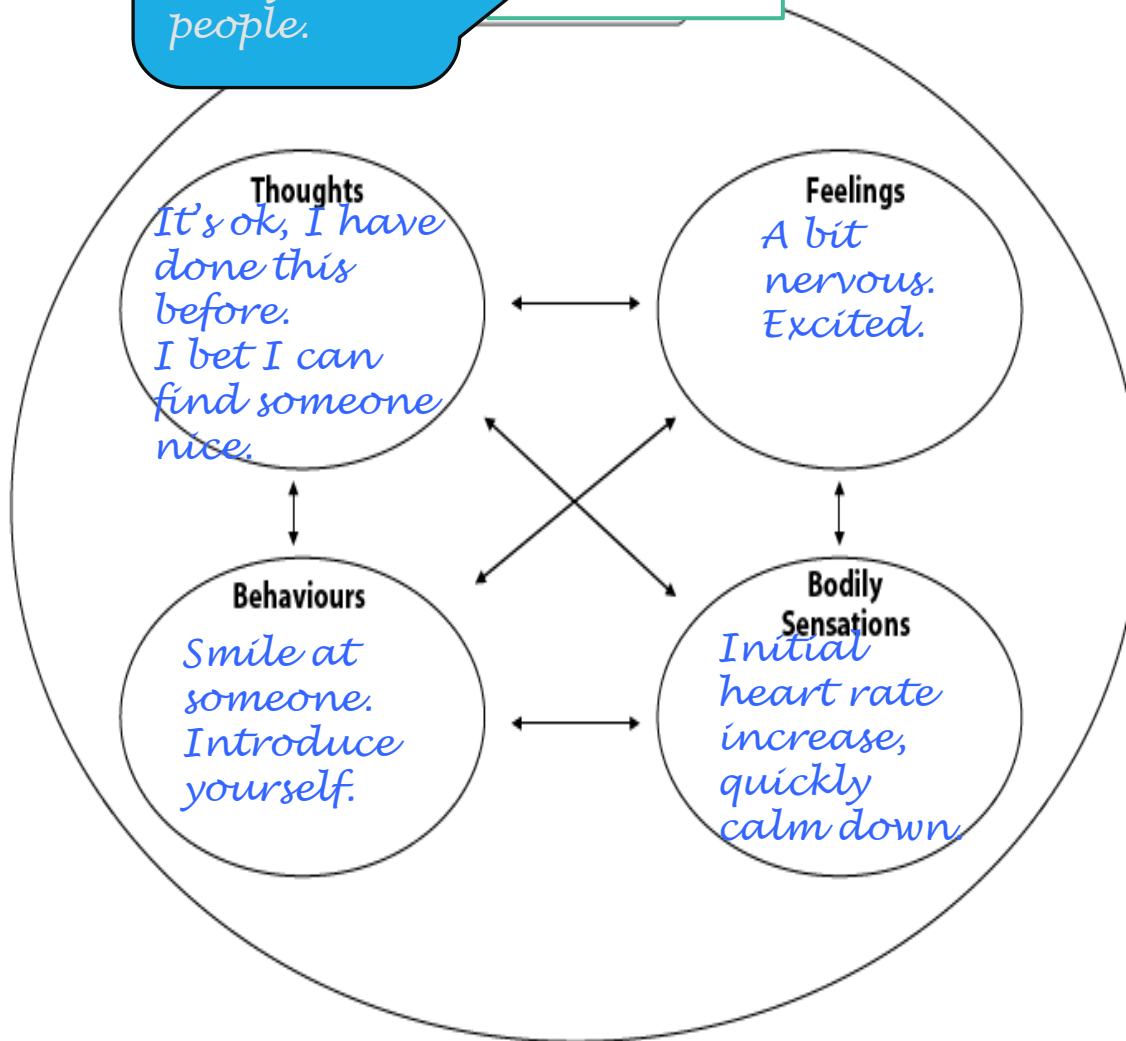 people.
Thoughts
It's ok, I have
done this
before.
I bet I can
find someone
nice.
Feelings
A bit
nervous.
Excited.
Behaviours
Smile at
someone.
Introduce
yourself.
Bodily
Sensations
Initial
heart rate
increase,
quickly
calm down.